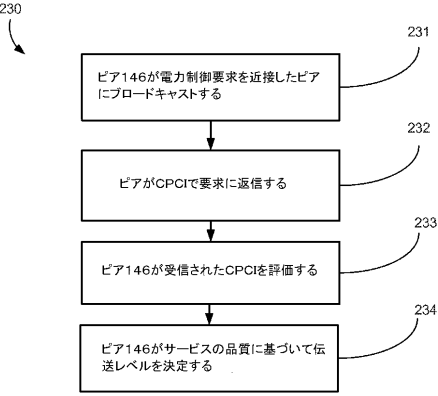 230
231
ピア146が電力制御要求を近接したピア
にブロードキャストする
232
ピアがCPCIで要求に返信する
233
ピア146が受信されたCPCIを評価する
234
ピア146がサービスの品質に基づいて伝
送レベルを決定する